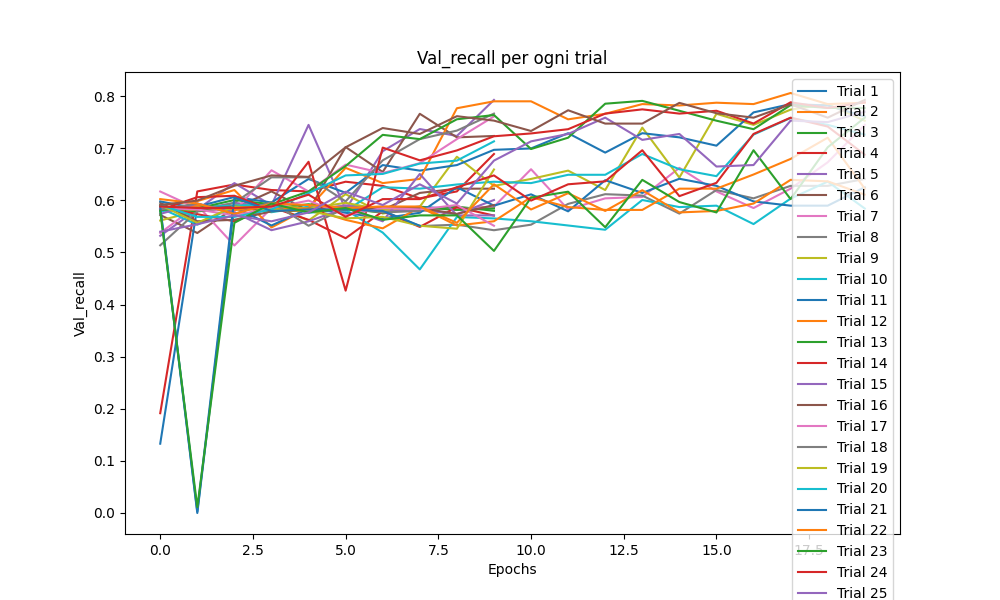 Val_recall per ogni trial
Val_recall
0.8
0.7
0.6
0.5
0.4
0.3
0.2
0.1
0.0
0.0
2.5
5.0
7.5
10.0
12.5
15.0
17.5
Epochs
Trial 1
Trial 2
Trial 3
Trial 4
Trial 5
Trial 6
Trial 7
Trial 8
Trial 9
Trial 10
Trial 11
Trial 12
Trial 13
Trial 14
Trial 15
Trial 16
Trial 17
Trial 18
Trial 19
Trial 20
Trial 21
Trial 22
Trial 23
Trial 24
Trial 25